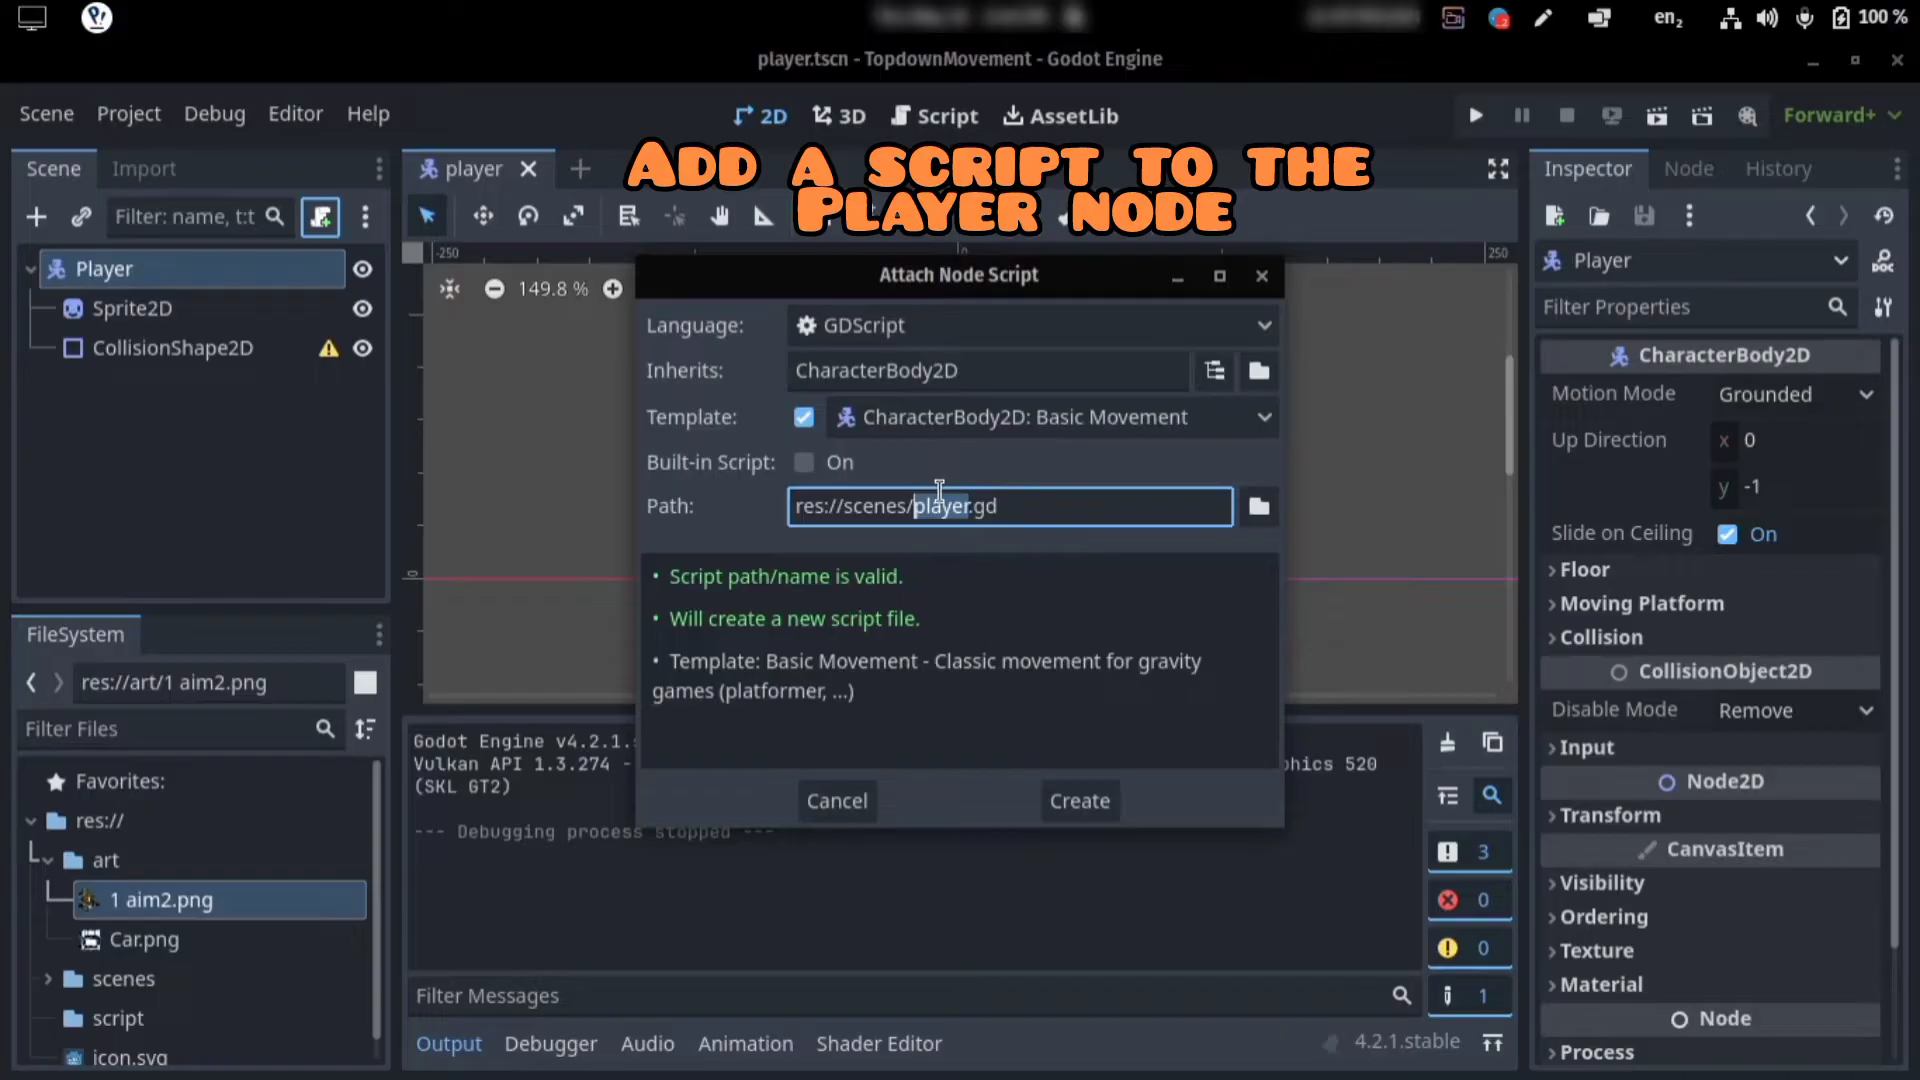 en2
100 %
player.tscn - TopdownMovement - Godot Engine
Scene Project Debug Editor Help
2D 3D Script AssetLib
Forward+
Add a script to the
Player node
Scene Import
Filter: name, t:t
Player
Sprite2D
CollisionShape2D
player
-250 0 250
149.8 %
0
Attach Node Script
Language: GDScript
Inherits: CharacterBody2D
Template: CharacterBody2D: Basic Movement
Built-in Script: On
Path: res://scenes/player.gd
• Script path/name is valid.
• Will create a new script file.
• Template: Basic Movement - Classic movement for gravity
games (platformer, ...)
Cancel Create
FileSystem
res://art/1 aim2.png
Filter Files
Favorites:
res://
art
1 aim2.png
Car.png
scenes
script
icon.svg
Godot Engine v4.2.1.
Vulkan API 1.3.274 - phics 520
(SKL GT2)
--- Debugging process stopped ---
3
0
0
1
Filter Messages
Output Debugger Audio Animation Shader Editor
4.2.1.stable
Inspector Node History
Player
Filter Properties
CharacterBody2D
Motion Mode Grounded
Up Direction x 0
y -1
Slide on Ceiling On
Floor
Moving Platform
Collision
CollisionObject2D
Disable Mode Remove
Input
Node2D
Transform
CanvasItem
Visibility
Ordering
Texture
Material
Node
Process